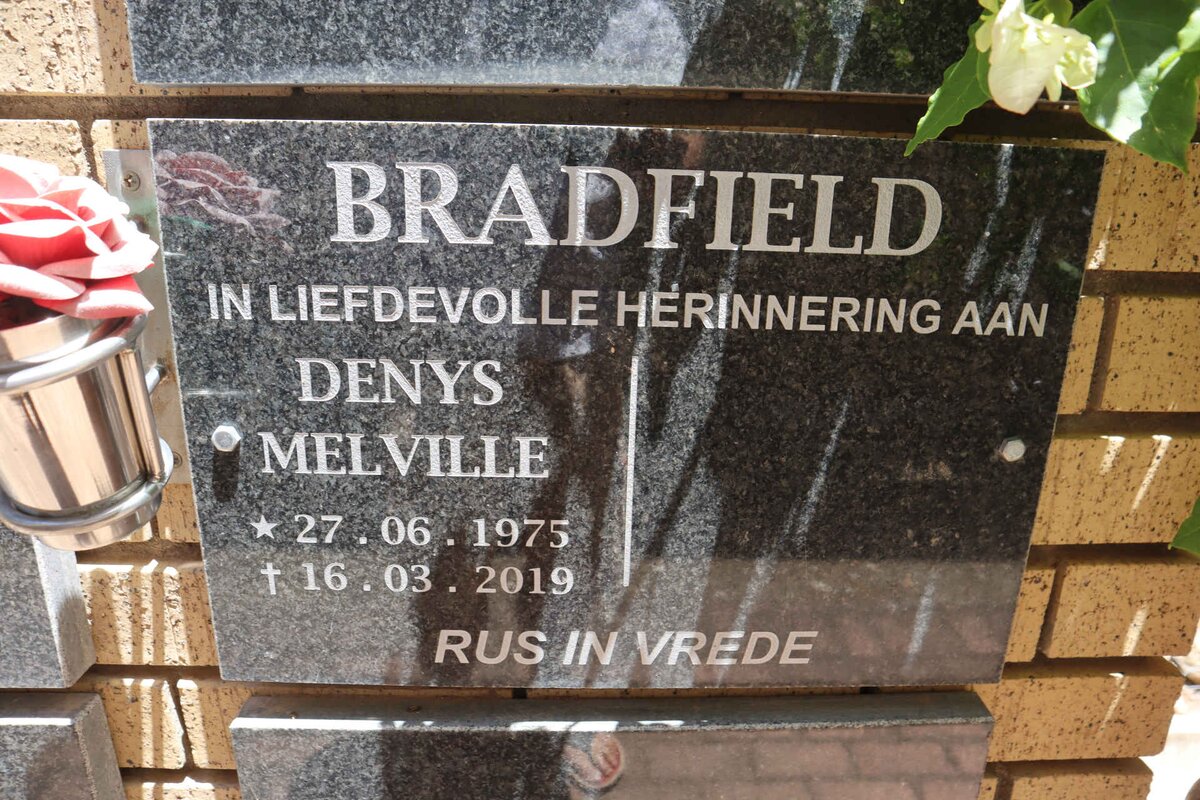 BRADFIELD
IN LIEFDEVOLLE HERINNERING AAN
DENYS
MELVILLE
★ 27 . 06 . 1975
✝ 16 . 03 . 2019
RUS IN VREDE